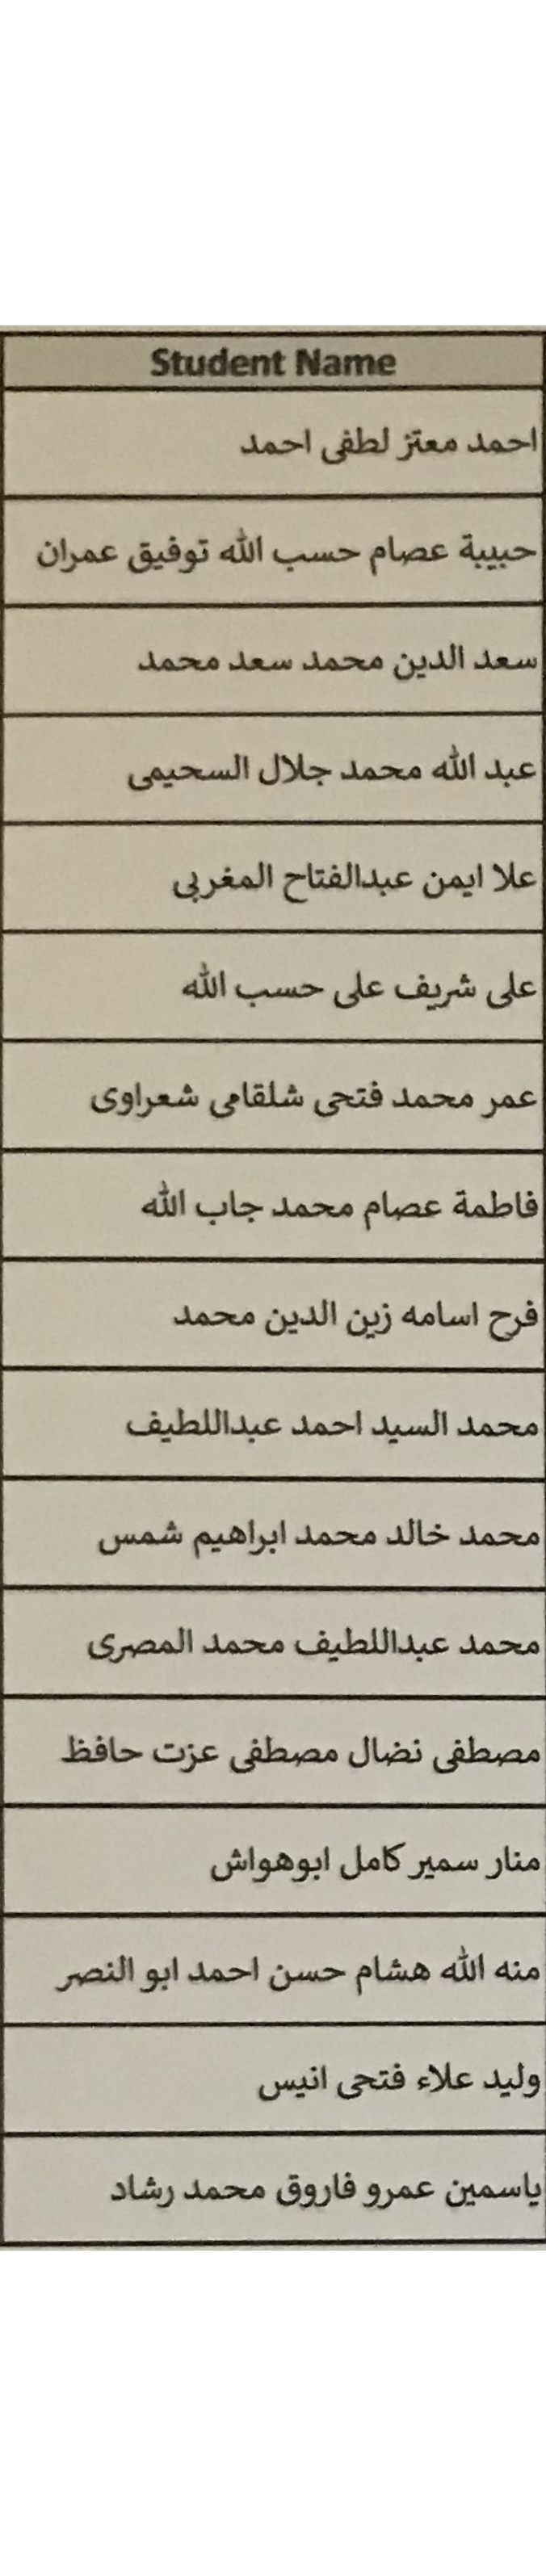 Student Name
احمد معتز لطفى احمد
حبيبة عصام حسب الله توفيق عمران
سعد الدين محمد سعد محمد
عبد الله محمد جلال السحيمى
علا ايمن عبدالفتاح المغربى
على شريف على حسب الله
عمر محمد فتحى شلقامى شعراوى
فاطمة عصام محمد جاب الله
فرح اسامه زين الدين محمد
محمد السيد احمد عبداللطيف
محمد خالد محمد ابراهيم شمس
محمد عبداللطيف محمد المصرى
مصطفى نضال مصطفى عزت حافظ
منار سمير كامل ابوهواش
منه الله هشام حسن احمد ابو النصر
وليد علاء فتحى انيس
ياسمين عمرو فاروق محمد رشاد